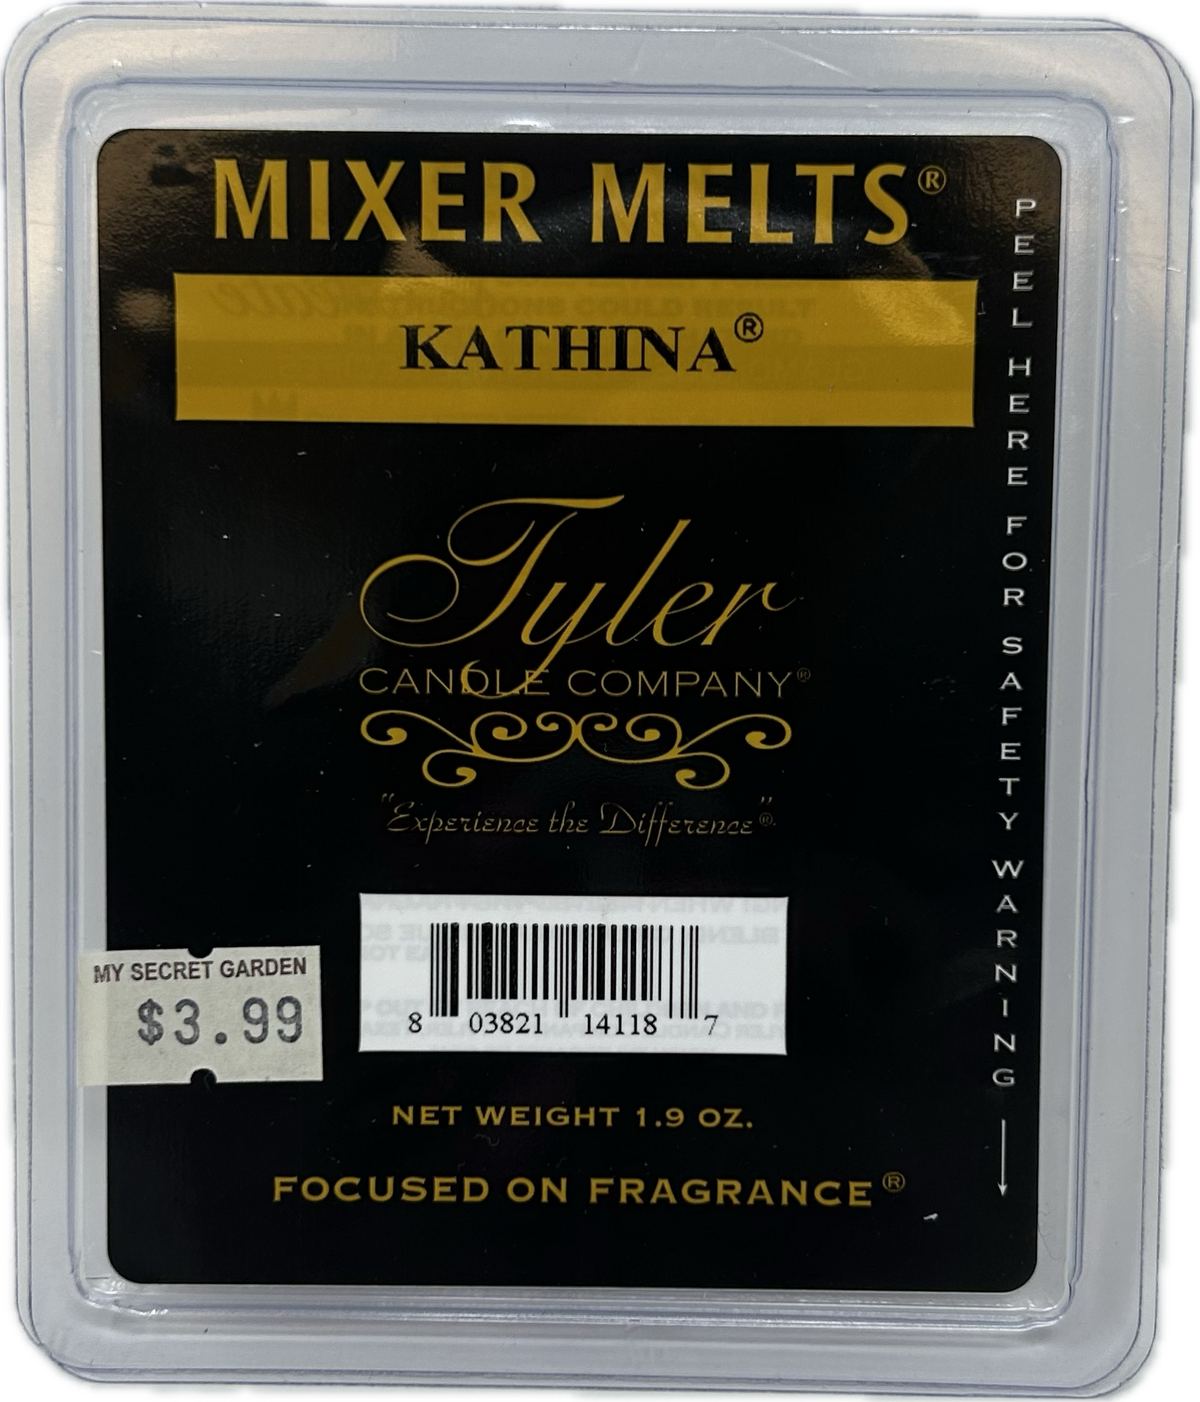 MIXER MELTS®
KATHINA®
Tyler
CANDLE COMPANY®
"Experience the Difference"®
MY SECRET GARDEN
$3.99
8 03821 14118 7
NET WEIGHT 1.9 OZ.
FOCUSED ON FRAGRANCE®
PEEL HERE FOR SAFETY WARNING